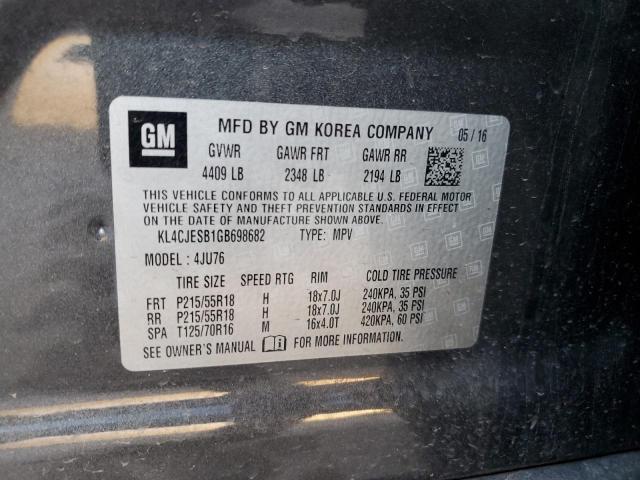 GM MFD BY GM KOREA COMPANY 05 / 16
GVWR GAWR FRT GAWR RR
4409 LB 2348 LB 2194 LB
THIS VEHICLE CONFORMS TO ALL APPLICABLE U.S. FEDERAL MOTOR
VEHICLE SAFETY AND THEFT PREVENTION STANDARDS IN EFFECT ON
THE DATE OF MANUFACTURE SHOWN ABOVE.
KL4CJESB1GB698682 TYPE: MPV
MODEL : 4JU76
TIRE SIZE SPEED RTG RIM COLD TIRE PRESSURE
FRT P215/55R18 H 18x7.0J 240KPA, 35 PSI
RR P215/55R18 H 18x7.0J 240KPA, 35 PSI
SPA T125/70R16 M 16x4.0T 420KPA, 60 PSI
SEE OWNER'S MANUAL FOR MORE INFORMATION.